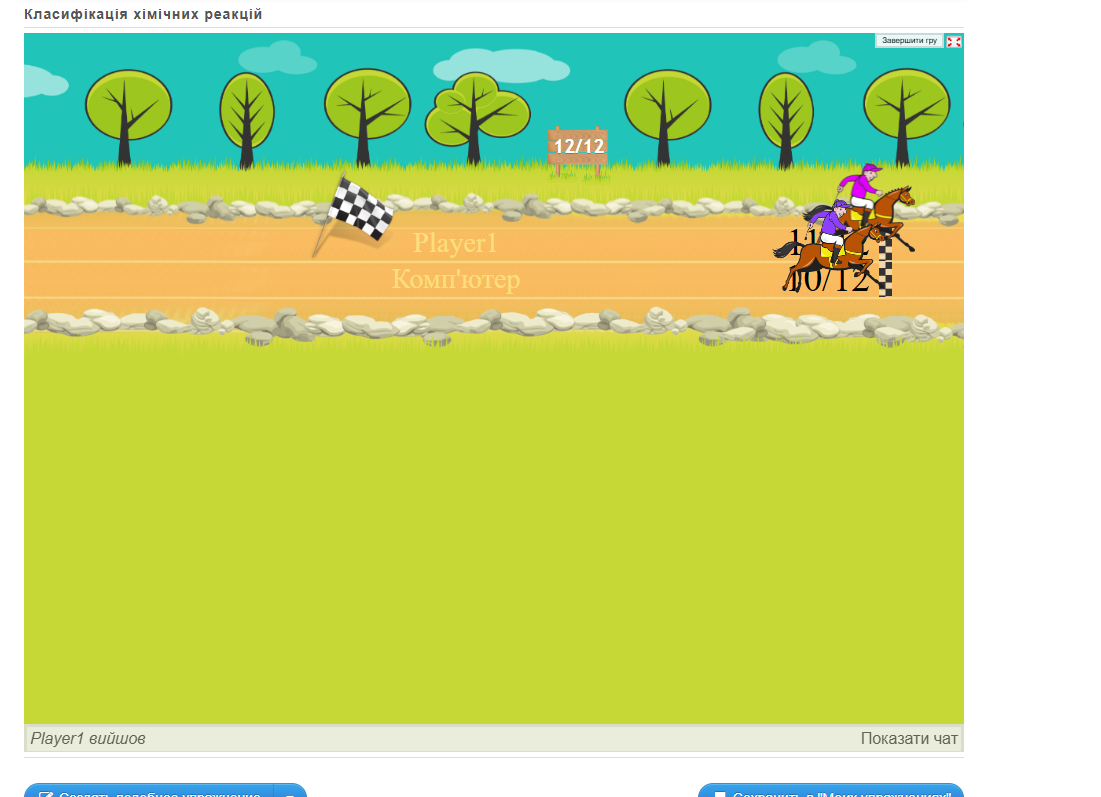 Класифікація хімічних реакцій
Завершити гру
12/12
Player1
Комп'ютер
10/12
Player1 вийшов
Показати чат